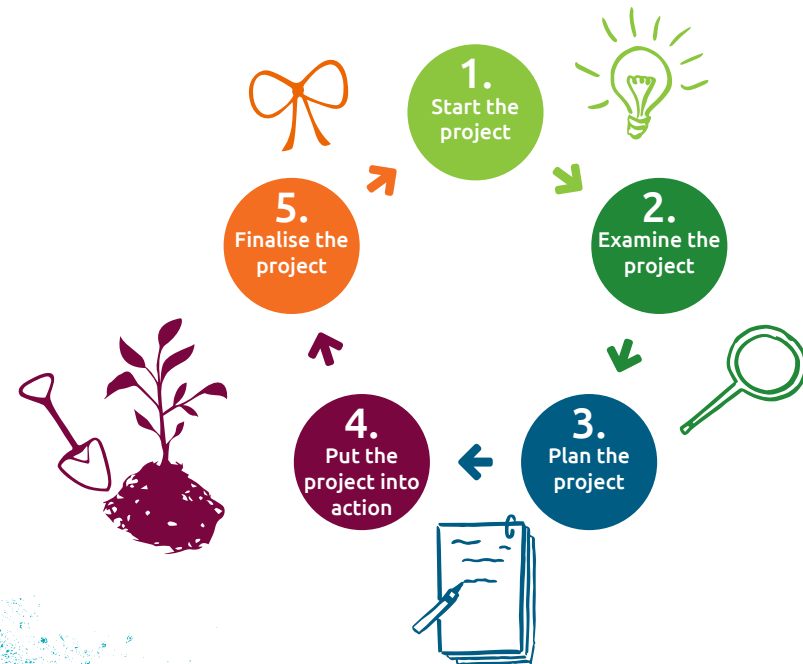 1.
Start the
project
2.
Examine the
project
3.
Plan the
project
4.
Put the
project into
action
5.
Finalise the
project